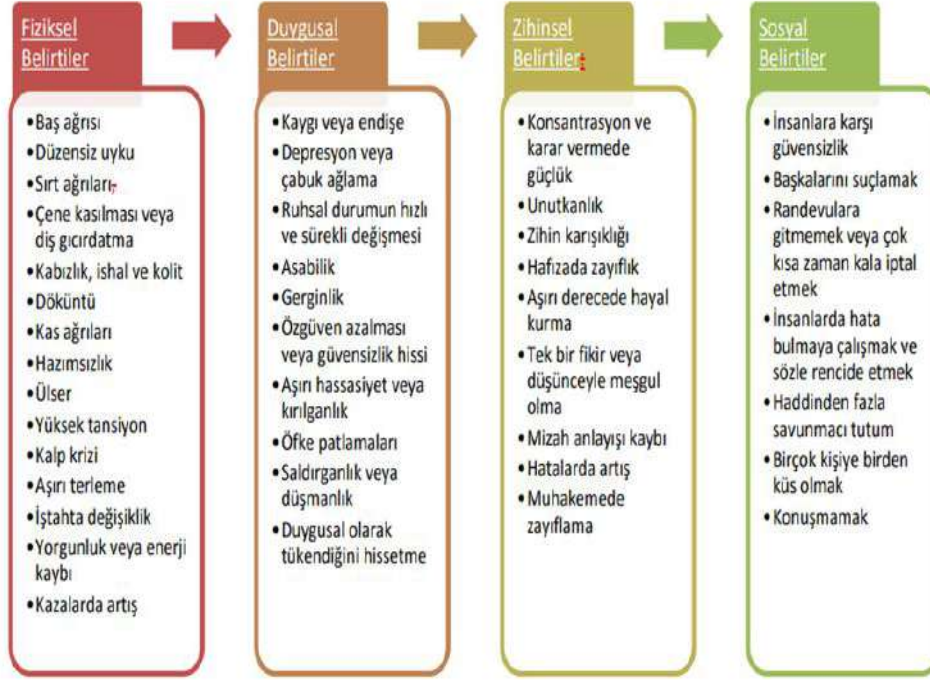 Fiziksel
Belirtiler
• Baş ağrısı
• Düzensiz uyku
• Sırt ağrıları,
• Çene kasılması veya
diş gıcırdatma
• Kabızlık, ishal ve kolit
• Döküntü
• Kas ağrıları
• Hazımsızlık
• Ülser
• Yüksek tansiyon
• Kalp krizi
• Aşırı terleme
• İştahta değişiklik
• Yorgunluk veya enerji
kaybı
• Kazalarda artış
Duygusal
Belirtiler
• Kaygı veya endişe
• Depresyon veya
çabuk ağlama
• Ruhsal durumun hızlı
ve sürekli değişmesi
• Asabilik
• Gerginlik
• Özgüven azalması
veya güvensizlik hissi
• Aşırı hassasiyet veya
kırılganlık
• Öfke patlamaları
• Saldırganlık veya
düşmanlık
• Duygusal olarak
tükendiğini hissetme
Zihinsel
Belirtiler:
• Konsantrasyon ve
karar vermede
güçlük
• Unutkanlık
• Zihin karışıklığı
• Hafızada zayıflık
• Aşırı derecede hayal
kurma
• Tek bir fikir veya
düşünceyle meşgul
olma
• Mizah anlayışı kaybı
• Hatalarda artış
• Muhakemede
zayıflama
Sosyal
Belirtiler
• İnsanlara karşı
güvensizlik
• Başkalarını suçlamak
• Randevulara
gitmemek veya çok
kısa zaman kala iptal
etmek
• İnsanlarda hata
bulmaya çalışmak ve
sözle rencide etmek
• Haddinden fazla
savunmacı tutum
• Birçok kişiye birden
küs olmak
• Konuşmamak